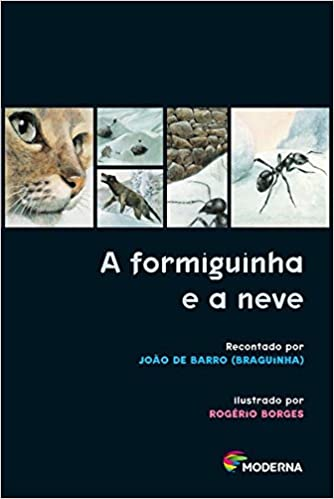 A formiguinha
e a neve
Recontado por
JOÃO DE BARRO (BRAGUINHA)
ilustrado por
ROGÉRIO BORGES
MODERNA